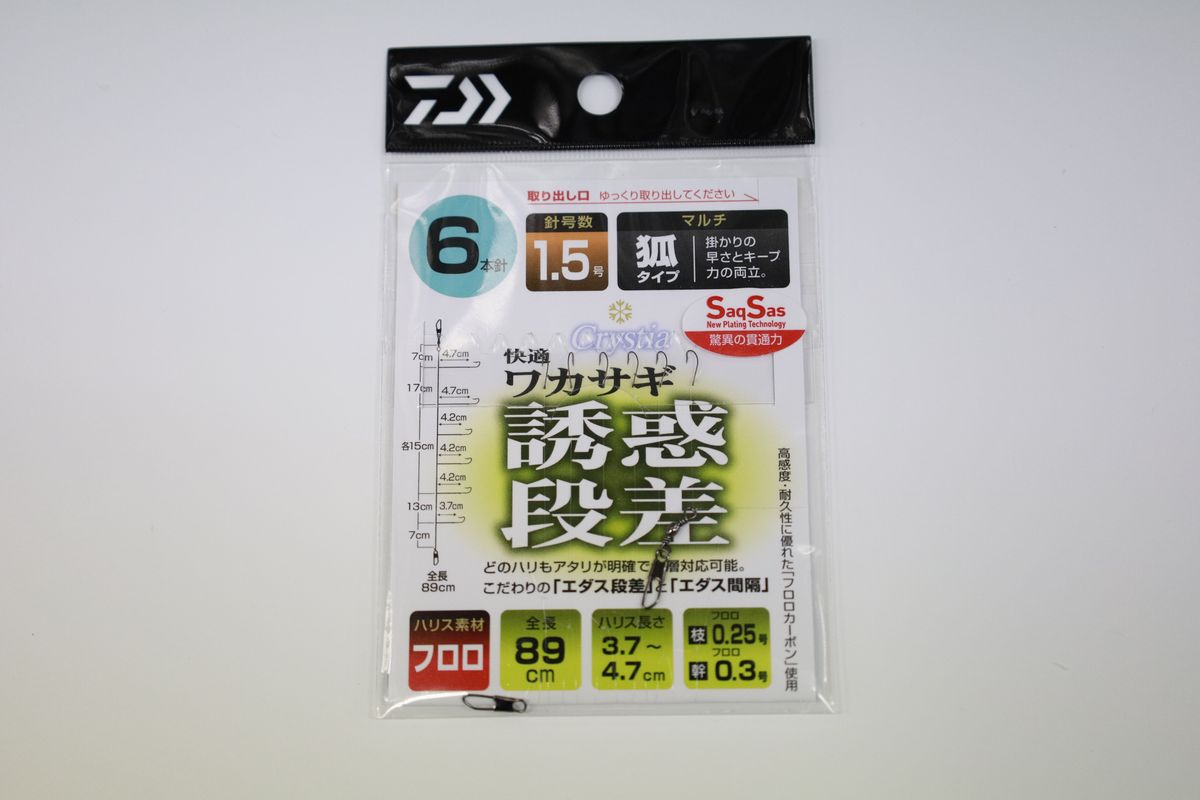 取り出し口 ゆっくり取り出してください
6本針
針号数
1.5号
マルチ
狐
タイプ
掛かりの
早さとキープ
力の両立。
SaqSas
New Plating Technology
驚異の貫通力
Crystia
快適
ワカサギ
誘惑
段差
7cm
4.7cm
17cm
4.7cm
4.2cm
各15cm
4.2cm
4.2cm
13cm
3.7cm
7cm
全長
89cm
高感度・耐久性に優れた「フロロカーボン」使用
どのハリもアタリが明確で 層対応可能。
こだわりの「エダス段差」と「エダス間隔」
ハリス素材
フロロ
全長
89
cm
ハリス長さ
3.7〜
4.7cm
フロロ
枝 0.25号
フロロ
幹 0.3号